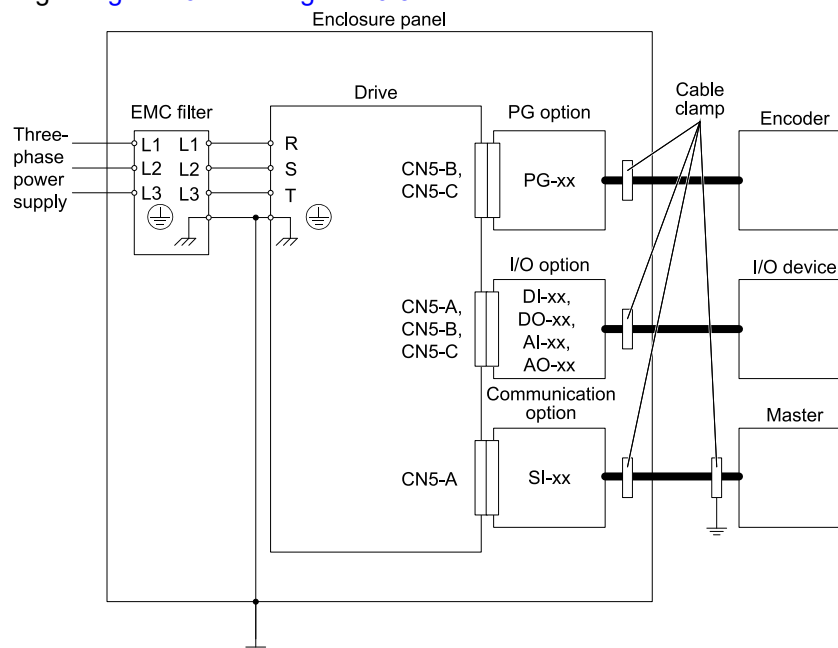 Enclosure panel
Drive
EMC filter
Three-
phase
power
supply
L1 L1
L2 L2
L3 L3
R
S
T
PG option
CN5-B,
CN5-C
PG-xx
Cable
clamp
Encoder
I/O option
CN5-A,
CN5-B,
CN5-C
DI-xx,
DO-xx,
AI-xx,
AO-xx
I/O device
Communication
option
CN5-A
SI-xx
Master